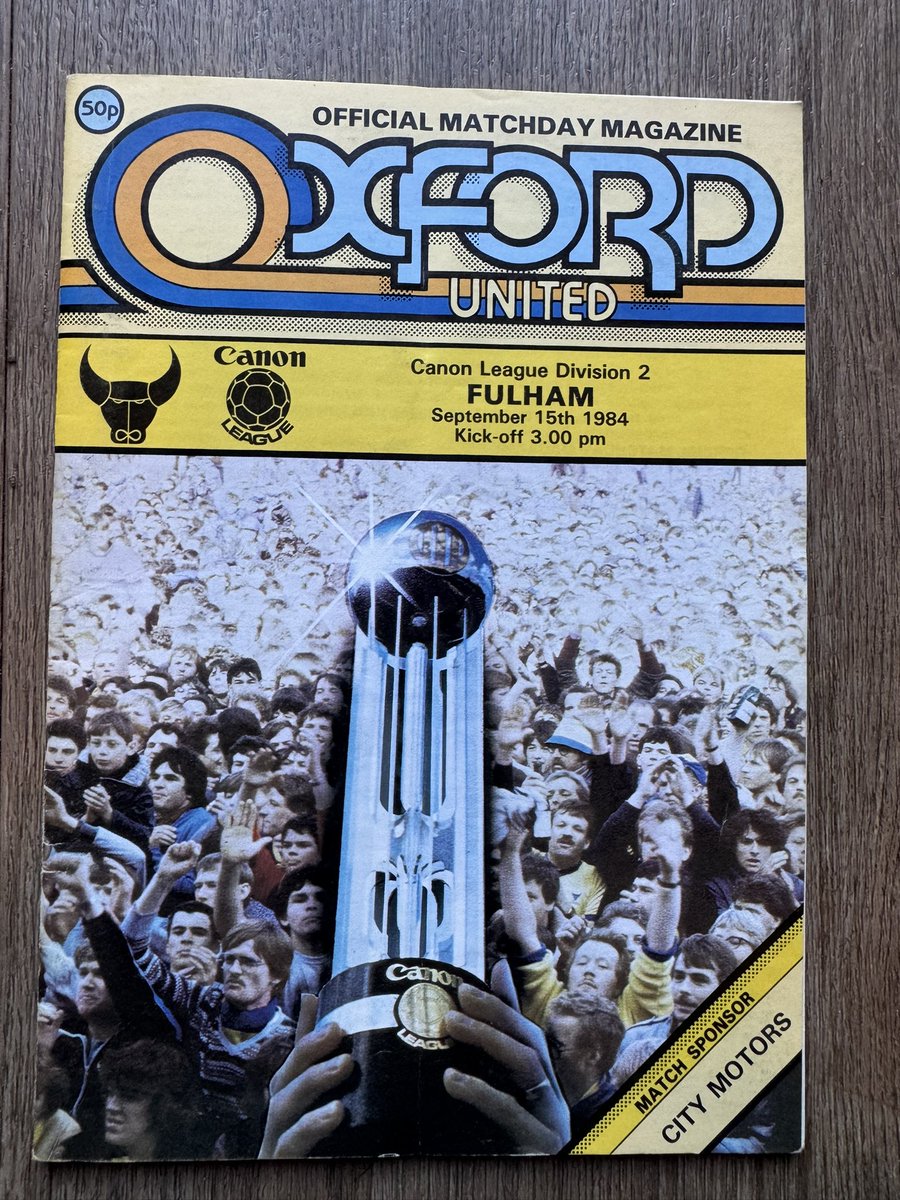 50p
OFFICIAL MATCHDAY MAGAZINE
OXFORD
UNITED
Canon
LEAGUE
Canon League Division 2
FULHAM
September 15th 1984
Kick-off 3.00 pm
Canon
LEAGUE
MATCH SPONSOR
CITY MOTORS